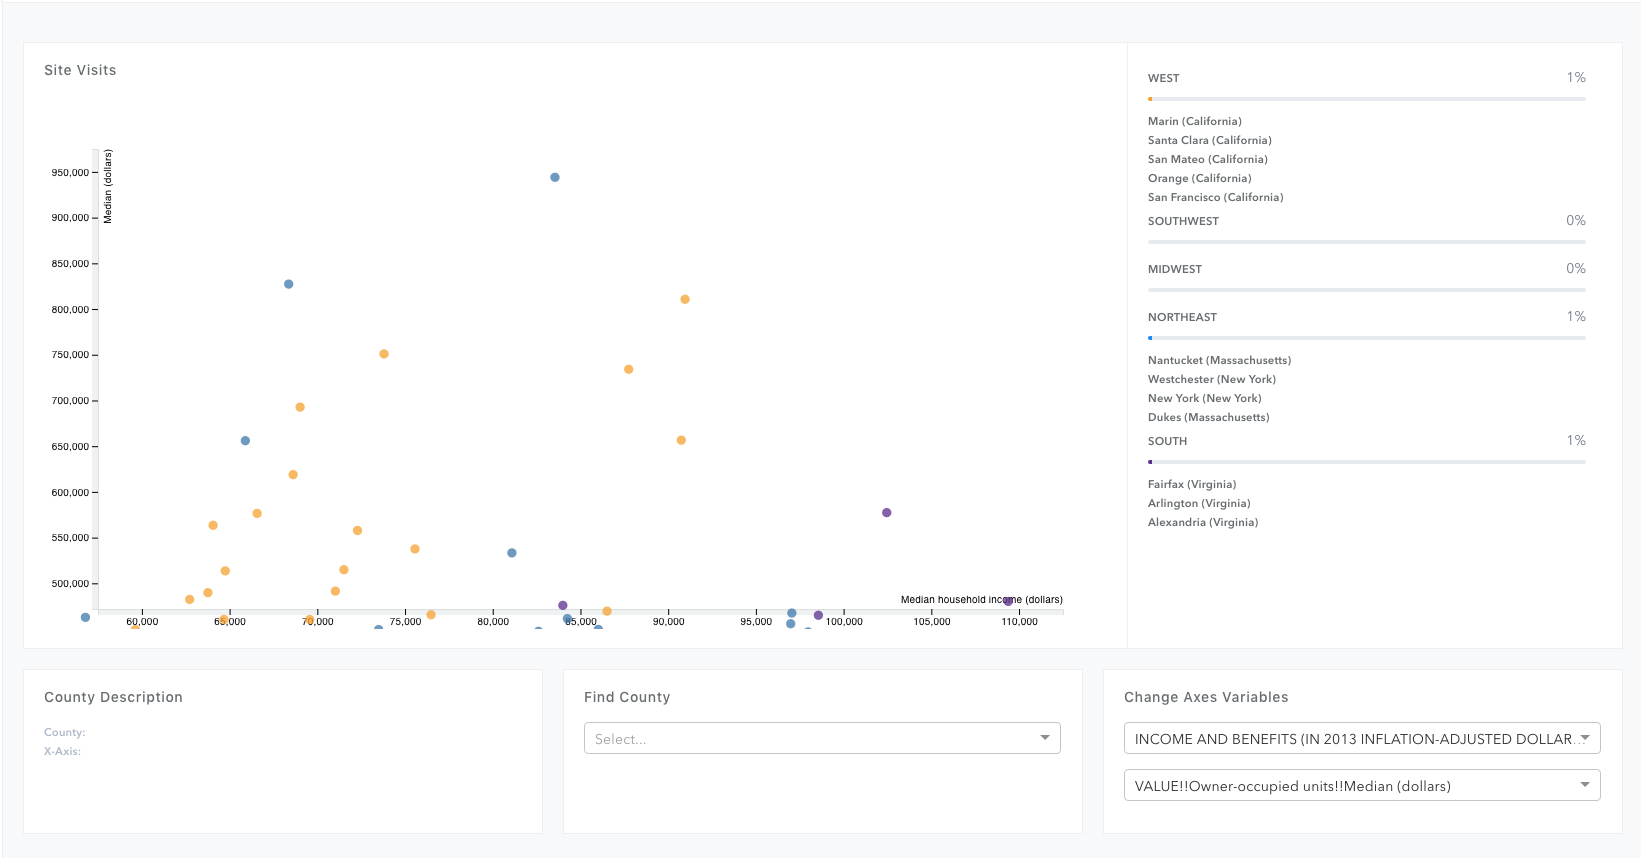 Site Visits
Median (dollars)
950,000
900,000
850,000
800,000
750,000
700,000
650,000
600,000
550,000
500,000
Median household income (dollars)
60,000
65,000
70,000
75,000
80,000
85,000
90,000
95,000
100,000
105,000
110,000
WEST 1%
Marin (California)
Santa Clara (California)
San Mateo (California)
Orange (California)
San Francisco (California)
SOUTHWEST 0%
MIDWEST 0%
NORTHEAST 1%
Nantucket (Massachusetts)
Westchester (New York)
New York (New York)
Dukes (Massachusetts)
SOUTH 1%
Fairfax (Virginia)
Arlington (Virginia)
Alexandria (Virginia)
County Description
County:
X-Axis:
Find County
Select...
Change Axes Variables
INCOME AND BENEFITS (IN 2013 INFLATION-ADJUSTED DOLLAR...
VALUE!!Owner-occupied units!!Median (dollars)